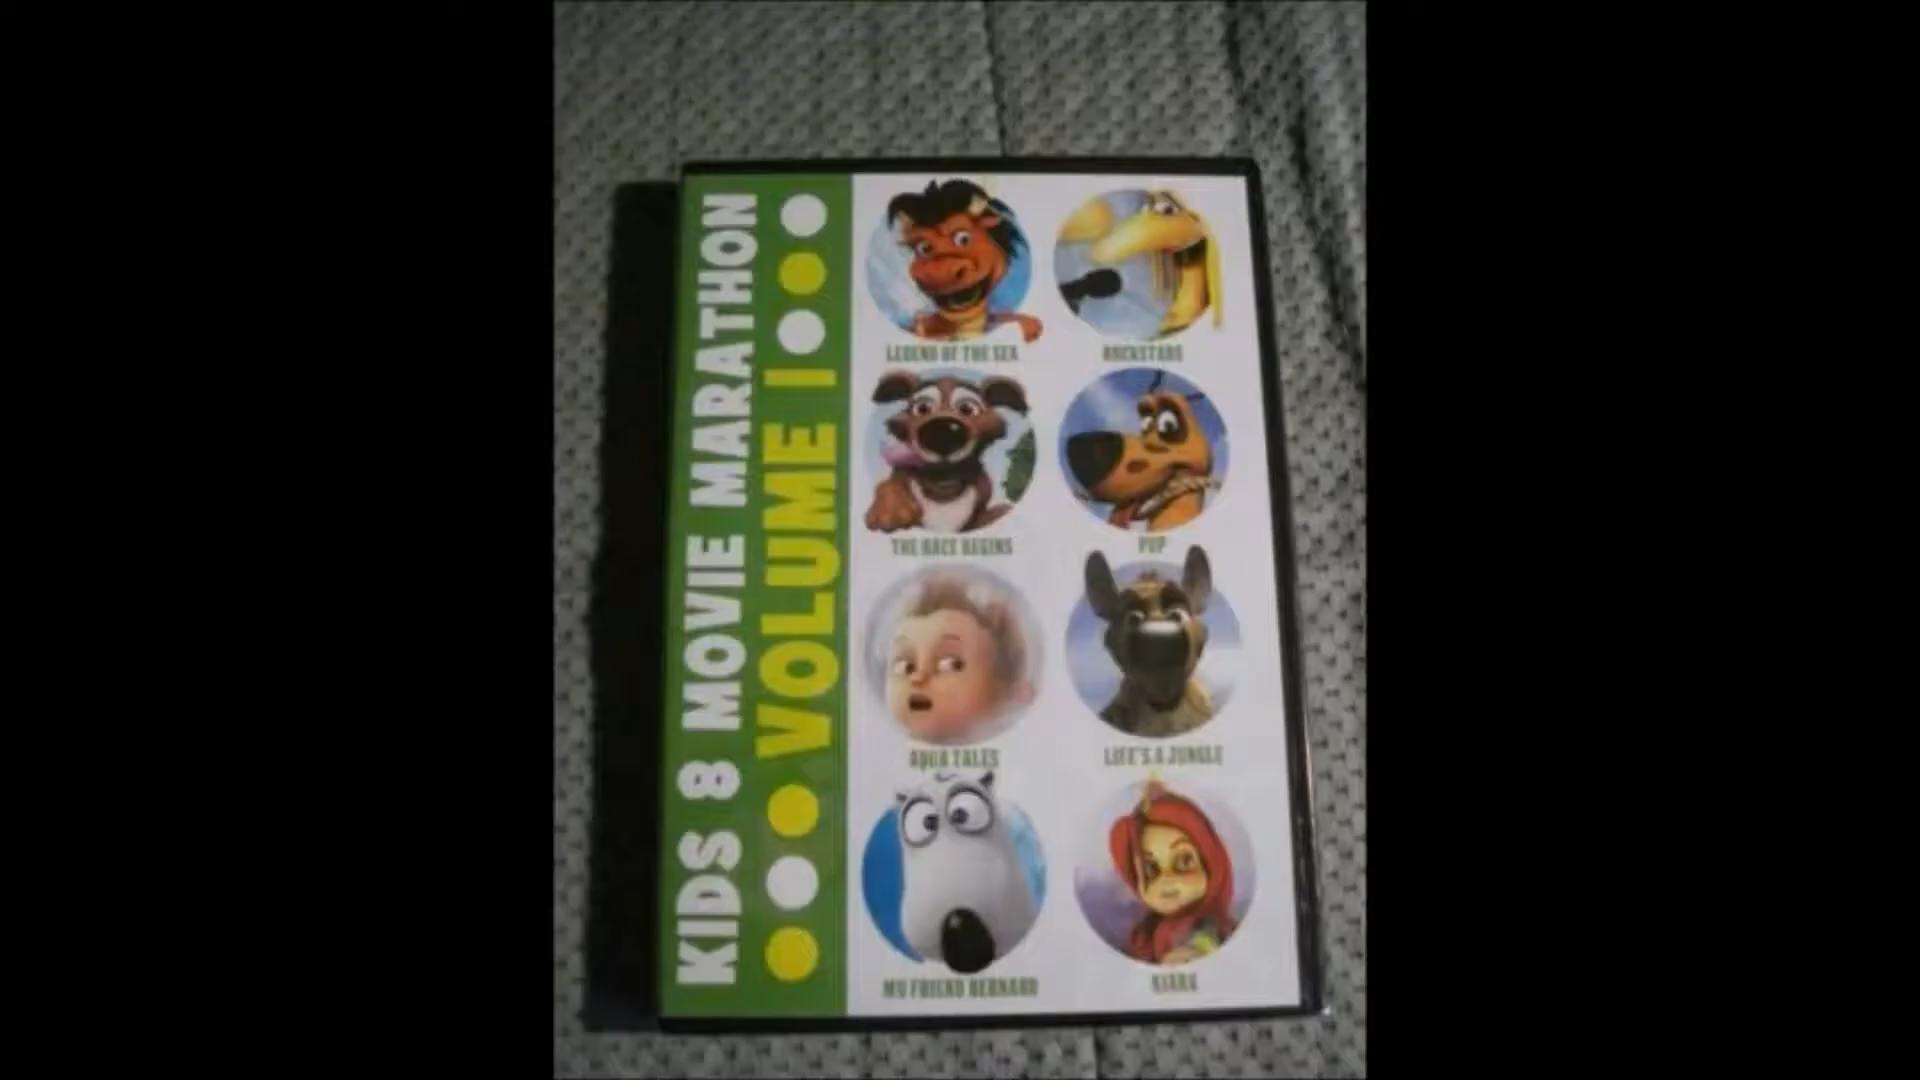 KIDS 8 MOVIE MARATHON
VOLUME 1
LEGEND OF THE SEA
ROCKSTARS
THE RACE BEGINS
PUP
AQUA TALES
LIFE'S A JUNGLE
MY FRIEND BERNARD
KIARA